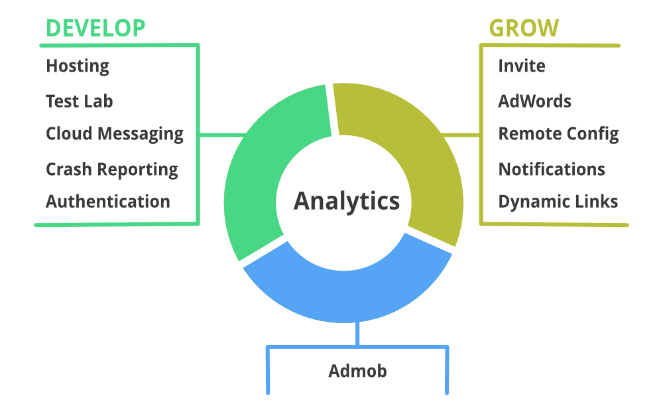 DEVELOP
Hosting
Test Lab
Cloud Messaging
Crash Reporting
Authentication
GROW
Invite
AdWords
Remote Config
Notifications
Dynamic Links
Analytics
Admob